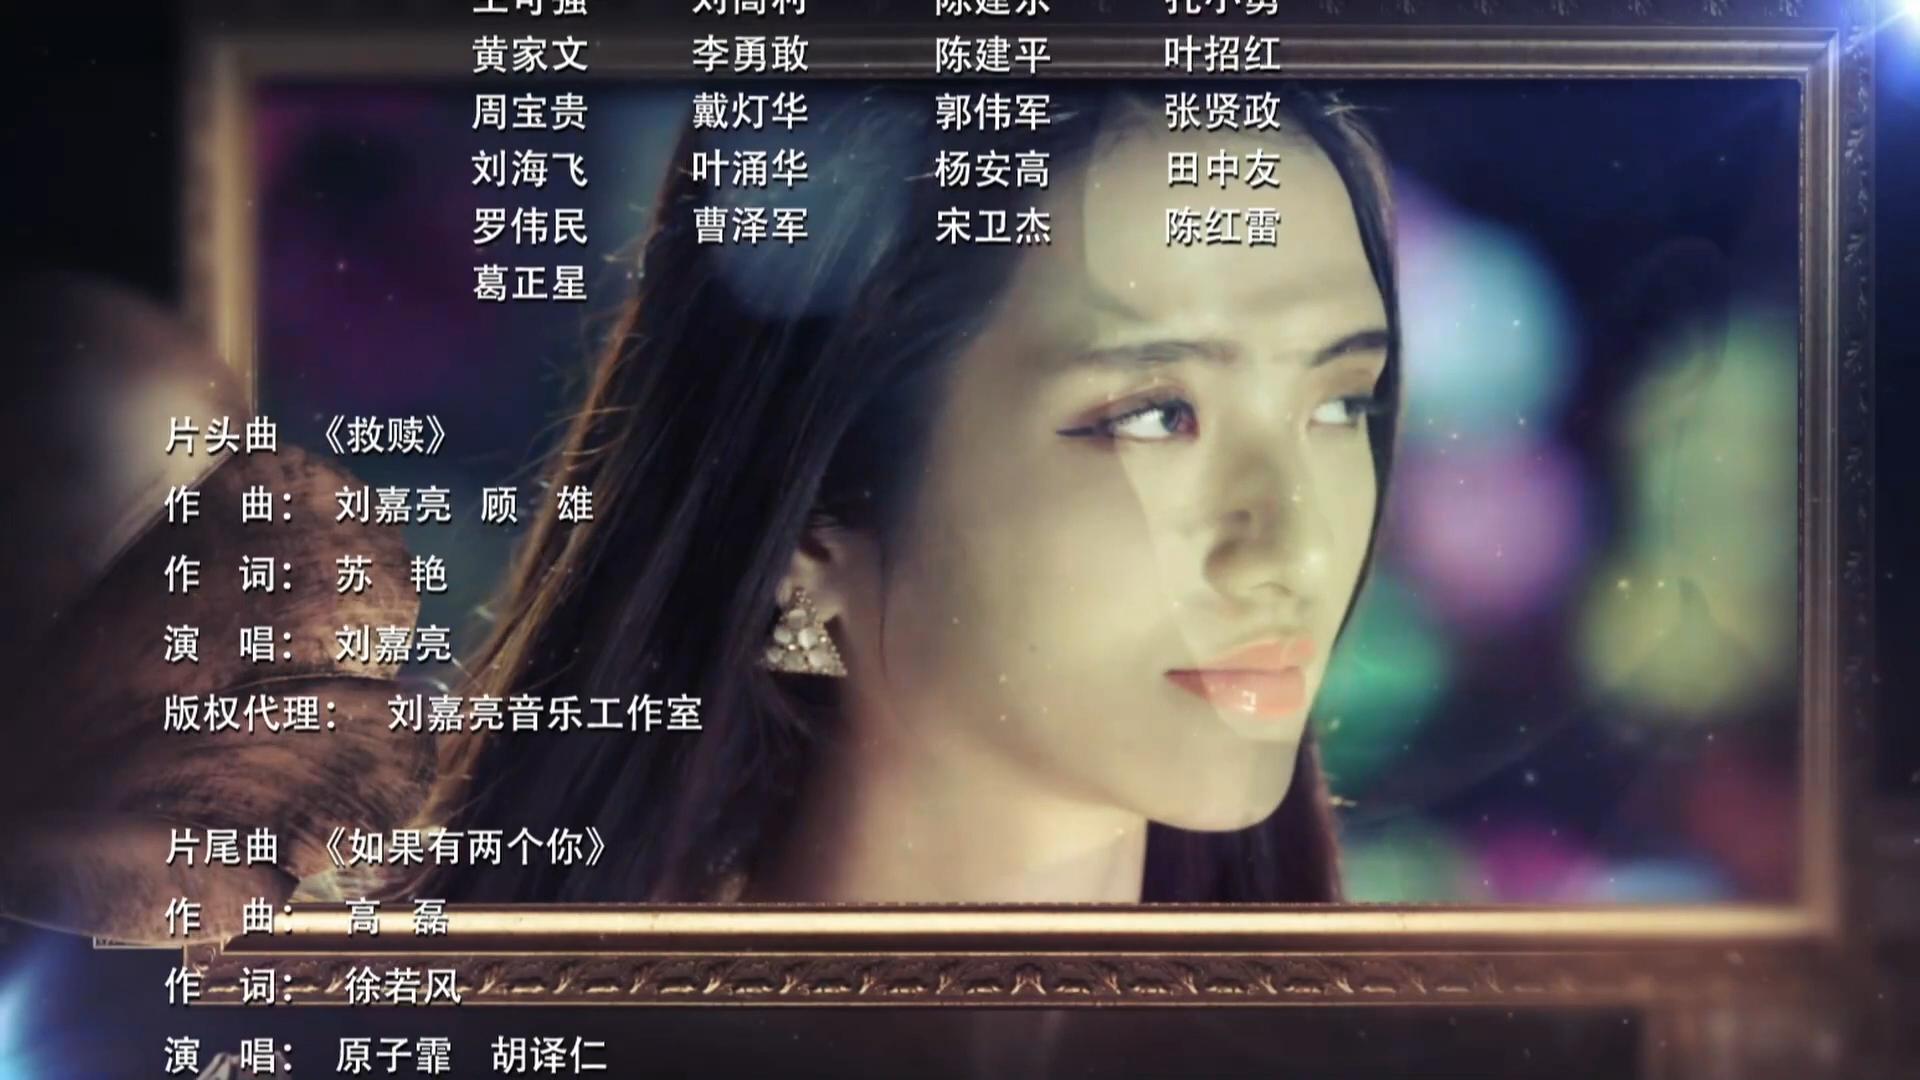 黄家文 李勇敢 陈建平 叶招红
周宝贵 戴灯华 郭伟军 张贤政
刘海飞 叶涌华 杨安高 田中友
罗伟民 曹泽军 宋卫杰 陈红雷
葛正星
片头曲 《救赎》
作 曲： 刘嘉亮 顾 雄
作 词： 苏 艳
演 唱： 刘嘉亮
版权代理： 刘嘉亮音乐工作室
片尾曲 《如果有两个你》
作 曲： 高 磊
作 词： 徐若风
演 唱： 原子霏 胡译仁